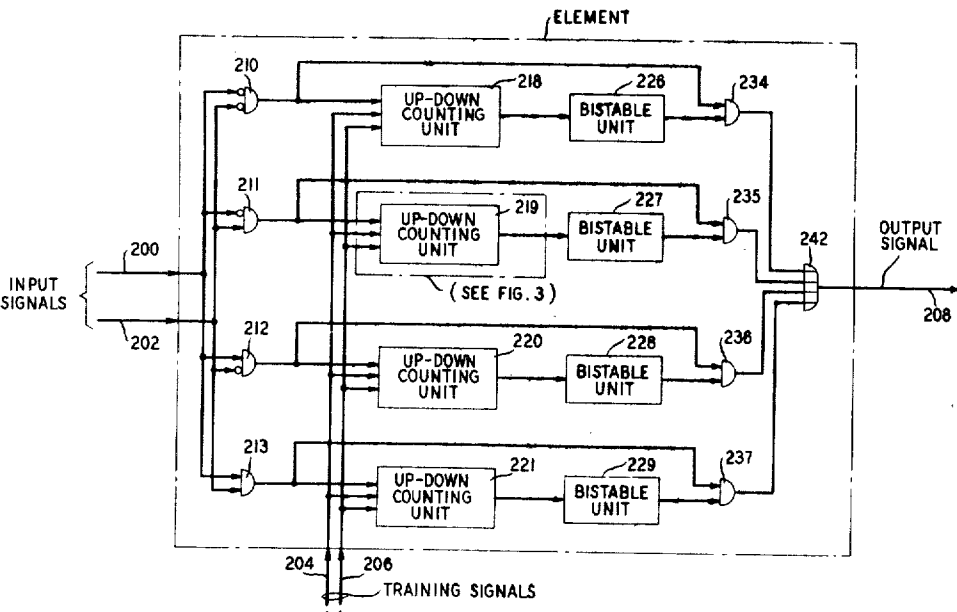 ELEMENT
210
218
226
234
UP-DOWN
COUNTING
UNIT
BISTABLE
UNIT
211
219
227
235
UP-DOWN
COUNTING
UNIT
BISTABLE
UNIT
242
OUTPUT
SIGNAL
200
INPUT
SIGNALS
(SEE FIG. 3)
202
208
212
220
228
236
UP-DOWN
COUNTING
UNIT
BISTABLE
UNIT
213
221
229
237
UP-DOWN
COUNTING
UNIT
BISTABLE
UNIT
204
206
TRAINING SIGNALS